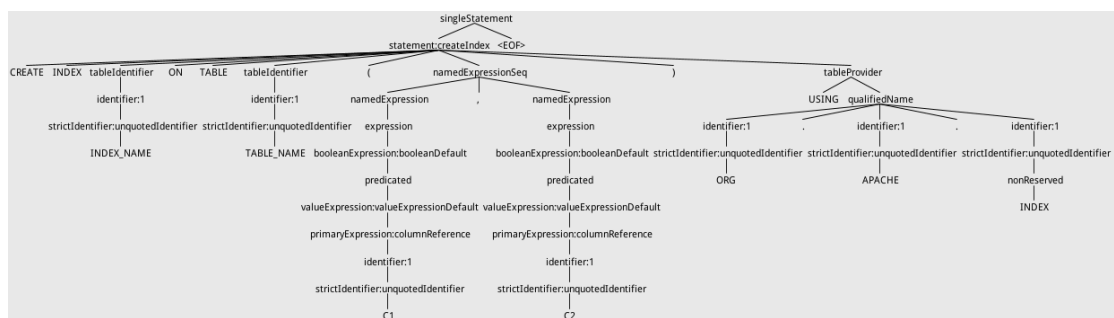 singleStatement
statement:createIndex <EOF>
CREATE INDEX tableIdentifier ON TABLE tableIdentifier ( namedExpressionSeq ) tableProvider
identifier:1 identifier:1 namedExpression , namedExpression USING qualifiedName
strictIdentifier:unquotedIdentifier strictIdentifier:unquotedIdentifier expression expression identifier:1 . identifier:1 . identifier:1
INDEX_NAME TABLE_NAME booleanExpression:booleanDefault booleanExpression:booleanDefault strictIdentifier:unquotedIdentifier strictIdentifier:unquotedIdentifier strictIdentifier:unquotedIdentifier
predicated predicated ORG APACHE nonReserved
valueExpression:valueExpressionDefault valueExpression:valueExpressionDefault INDEX
primaryExpression:columnReference primaryExpression:columnReference
identifier:1 identifier:1
strictIdentifier:unquotedIdentifier strictIdentifier:unquotedIdentifier
C1 C2